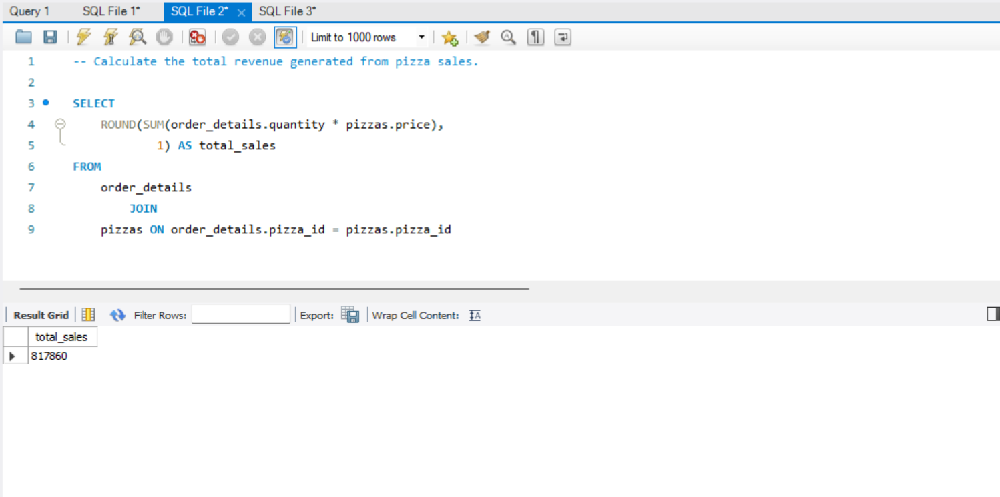 Query 1 SQL File 1* SQL File 2* × SQL File 3*
Limit to 1000 rows
1 -- Calculate the total revenue generated from pizza sales.
2
3 SELECT
4 ROUND(SUM(order_details.quantity * pizzas.price),
5 1) AS total_sales
6 FROM
7 order_details
8 JOIN
9 pizzas ON order_details.pizza_id = pizzas.pizza_id
Result Grid Filter Rows: Export: Wrap Cell Content: IA
total_sales
817860